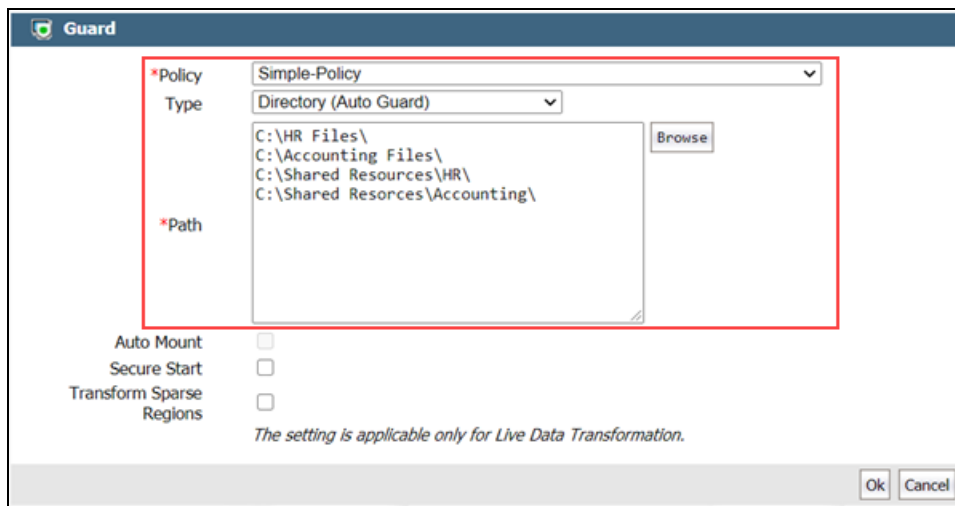 Guard
*Policy
Simple-Policy
Type
Directory (Auto Guard)
C:\HR Files\
C:\Accounting Files\
C:\Shared Resources\HR\
C:\Shared Resorces\Accounting\
Browse
*Path
Auto Mount
Secure Start
Transform Sparse
Regions
The setting is applicable only for Live Data Transformation.
Ok
Cancel